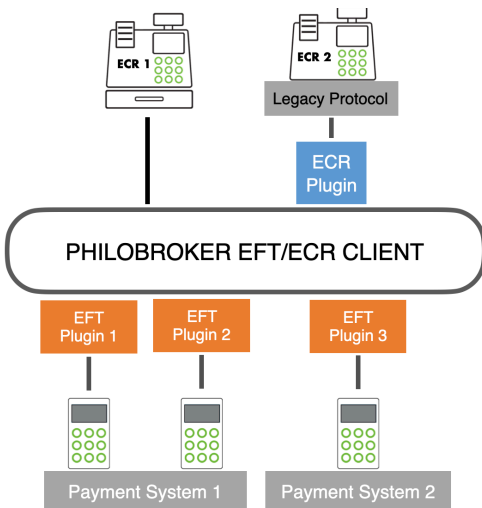 ECR 1
ECR 2
Legacy Protocol
ECR
Plugin
PHILOBROKER EFT/ECR CLIENT
EFT
Plugin 1
EFT
Plugin 2
EFT
Plugin 3
Payment System 1
Payment System 2